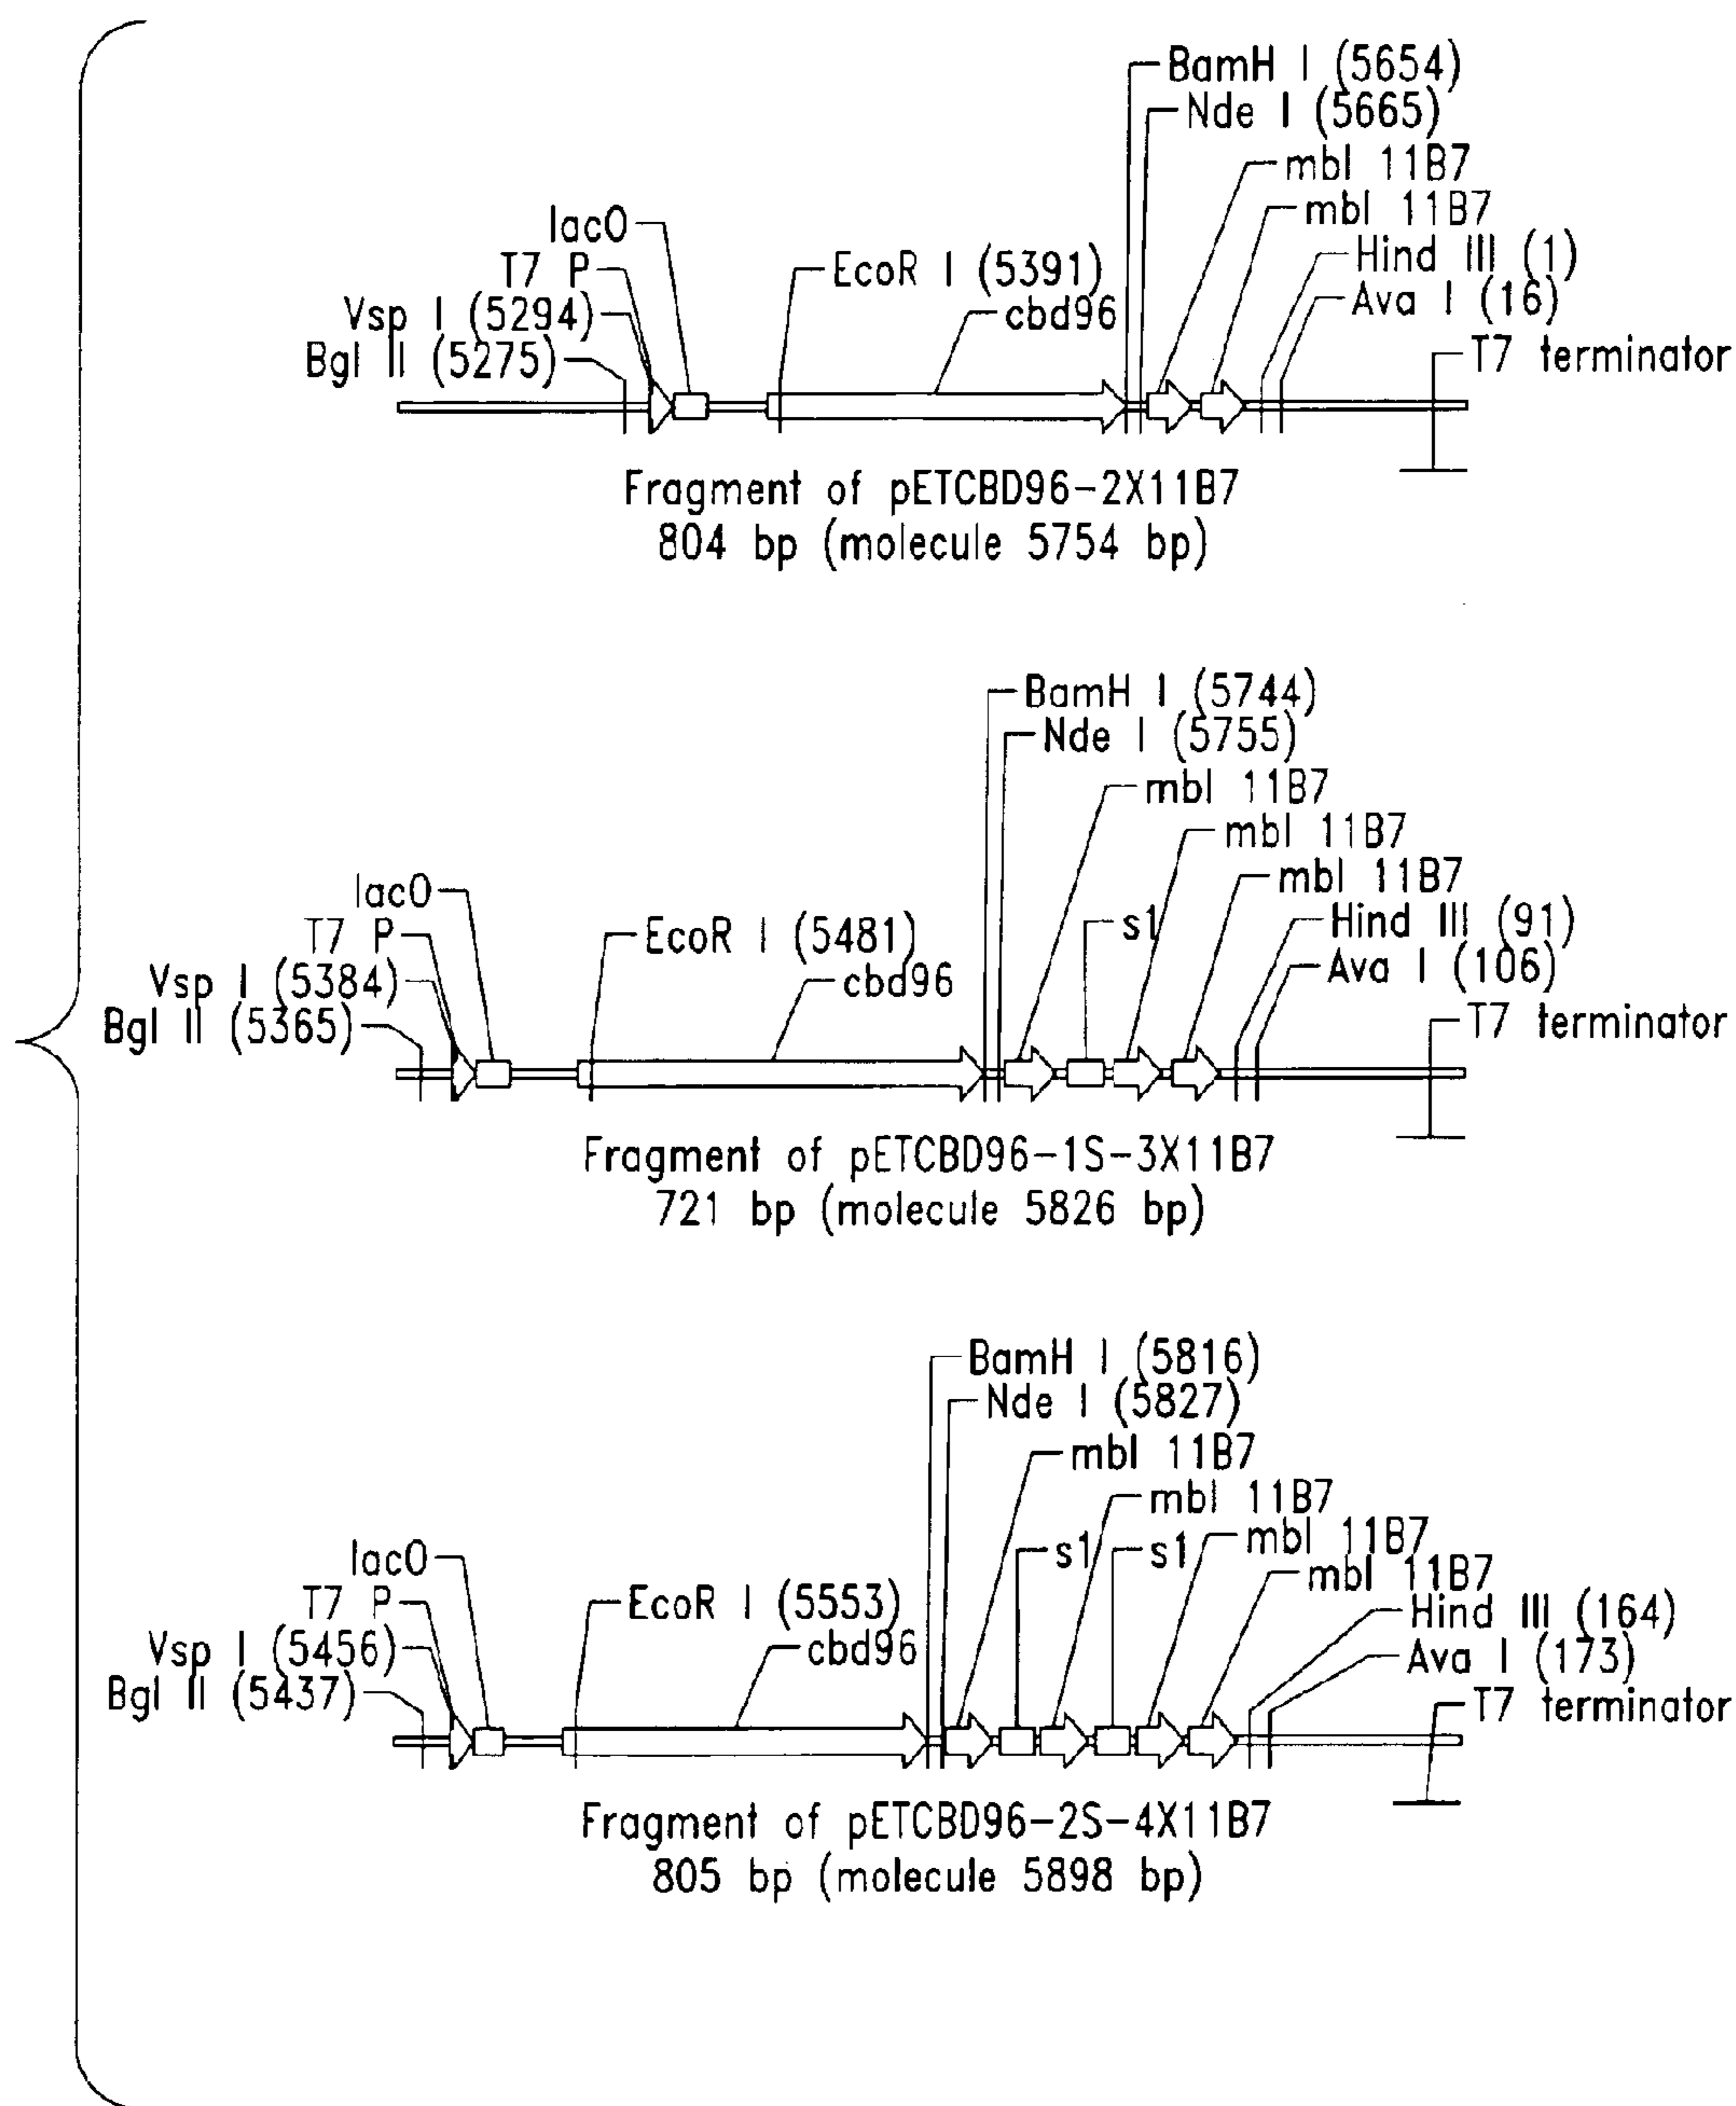 BamH I (5654)
Nde I (5665)
mbl 11B7
mbl 11B7
lacO
Hind III (1)
T7 P
EcoR I (5391)
Ava I (16)
Vsp I (5294)
cbd96
Bgl II (5275)
T7 terminator
Fragment of pETCBD96-2X11B7
804 bp (molecule 5754 bp)
BamH I (5744)
Nde I (5755)
mbl 11B7
mbl 11B7
mbl 11B7
lacO
s1
Hind III (91)
T7 P
EcoR I (5481)
Ava I (106)
Vsp I (5384)
cbd96
Bgl II (5365)
T7 terminator
Fragment of pETCBD96-1S-3X11B7
721 bp (molecule 5826 bp)
BamH I (5816)
Nde I (5827)
mbl 11B7
mbl 11B7
mbl 11B7
lacO
s1
s1
mbl 11B7
T7 P
EcoR I (5553)
Hind III (164)
Vsp I (5456)
cbd96
Ava I (173)
Bgl II (5437)
T7 terminator
Fragment of pETCBD96-2S-4X11B7
805 bp (molecule 5898 bp)